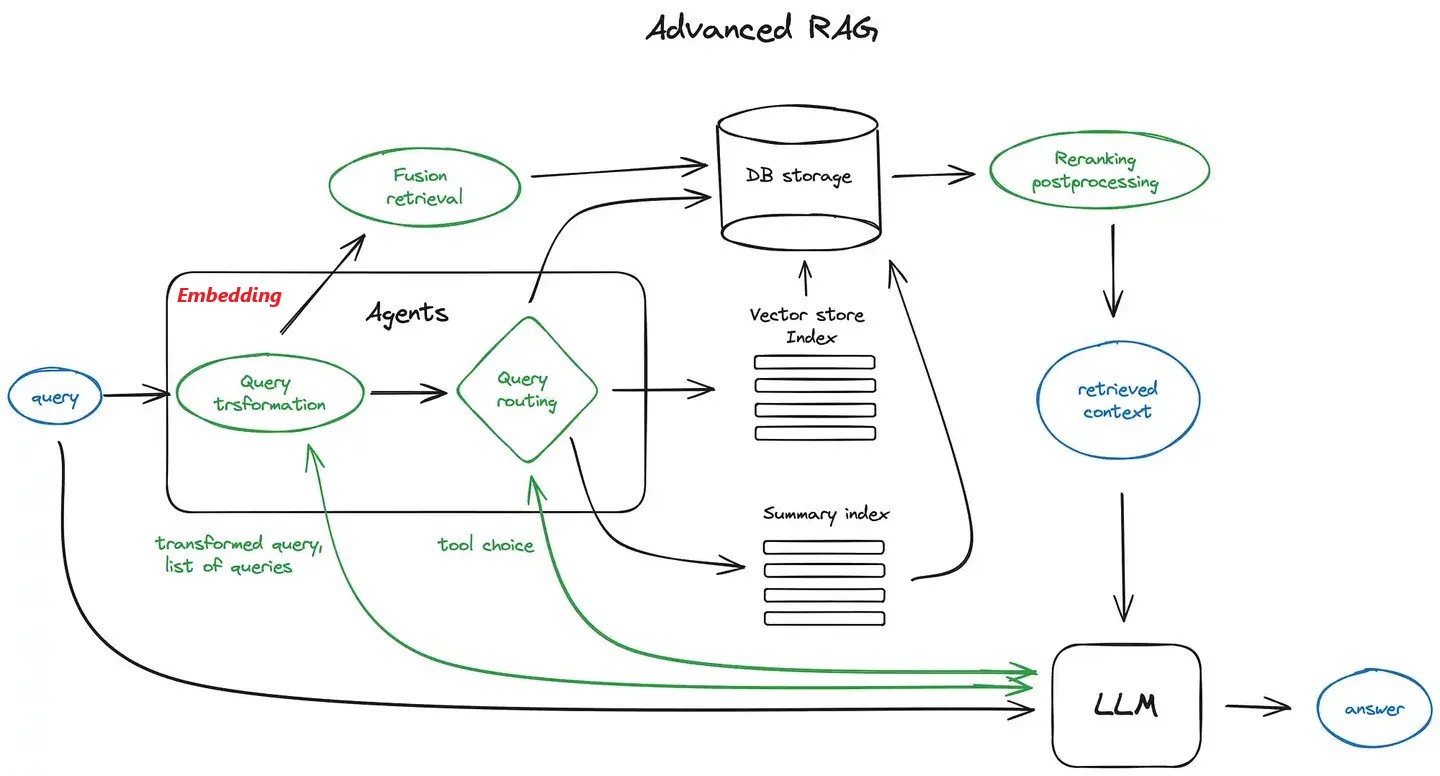 Advanced RAG
Fusion
retrieval
DB storage
Reranking
postprocessing
Embedding
Agents
Vector store
Index
query
Query
trsformation
Query
routing
retrieved
context
Summary index
transformed query,
list of queries
tool choice
LLM
answer